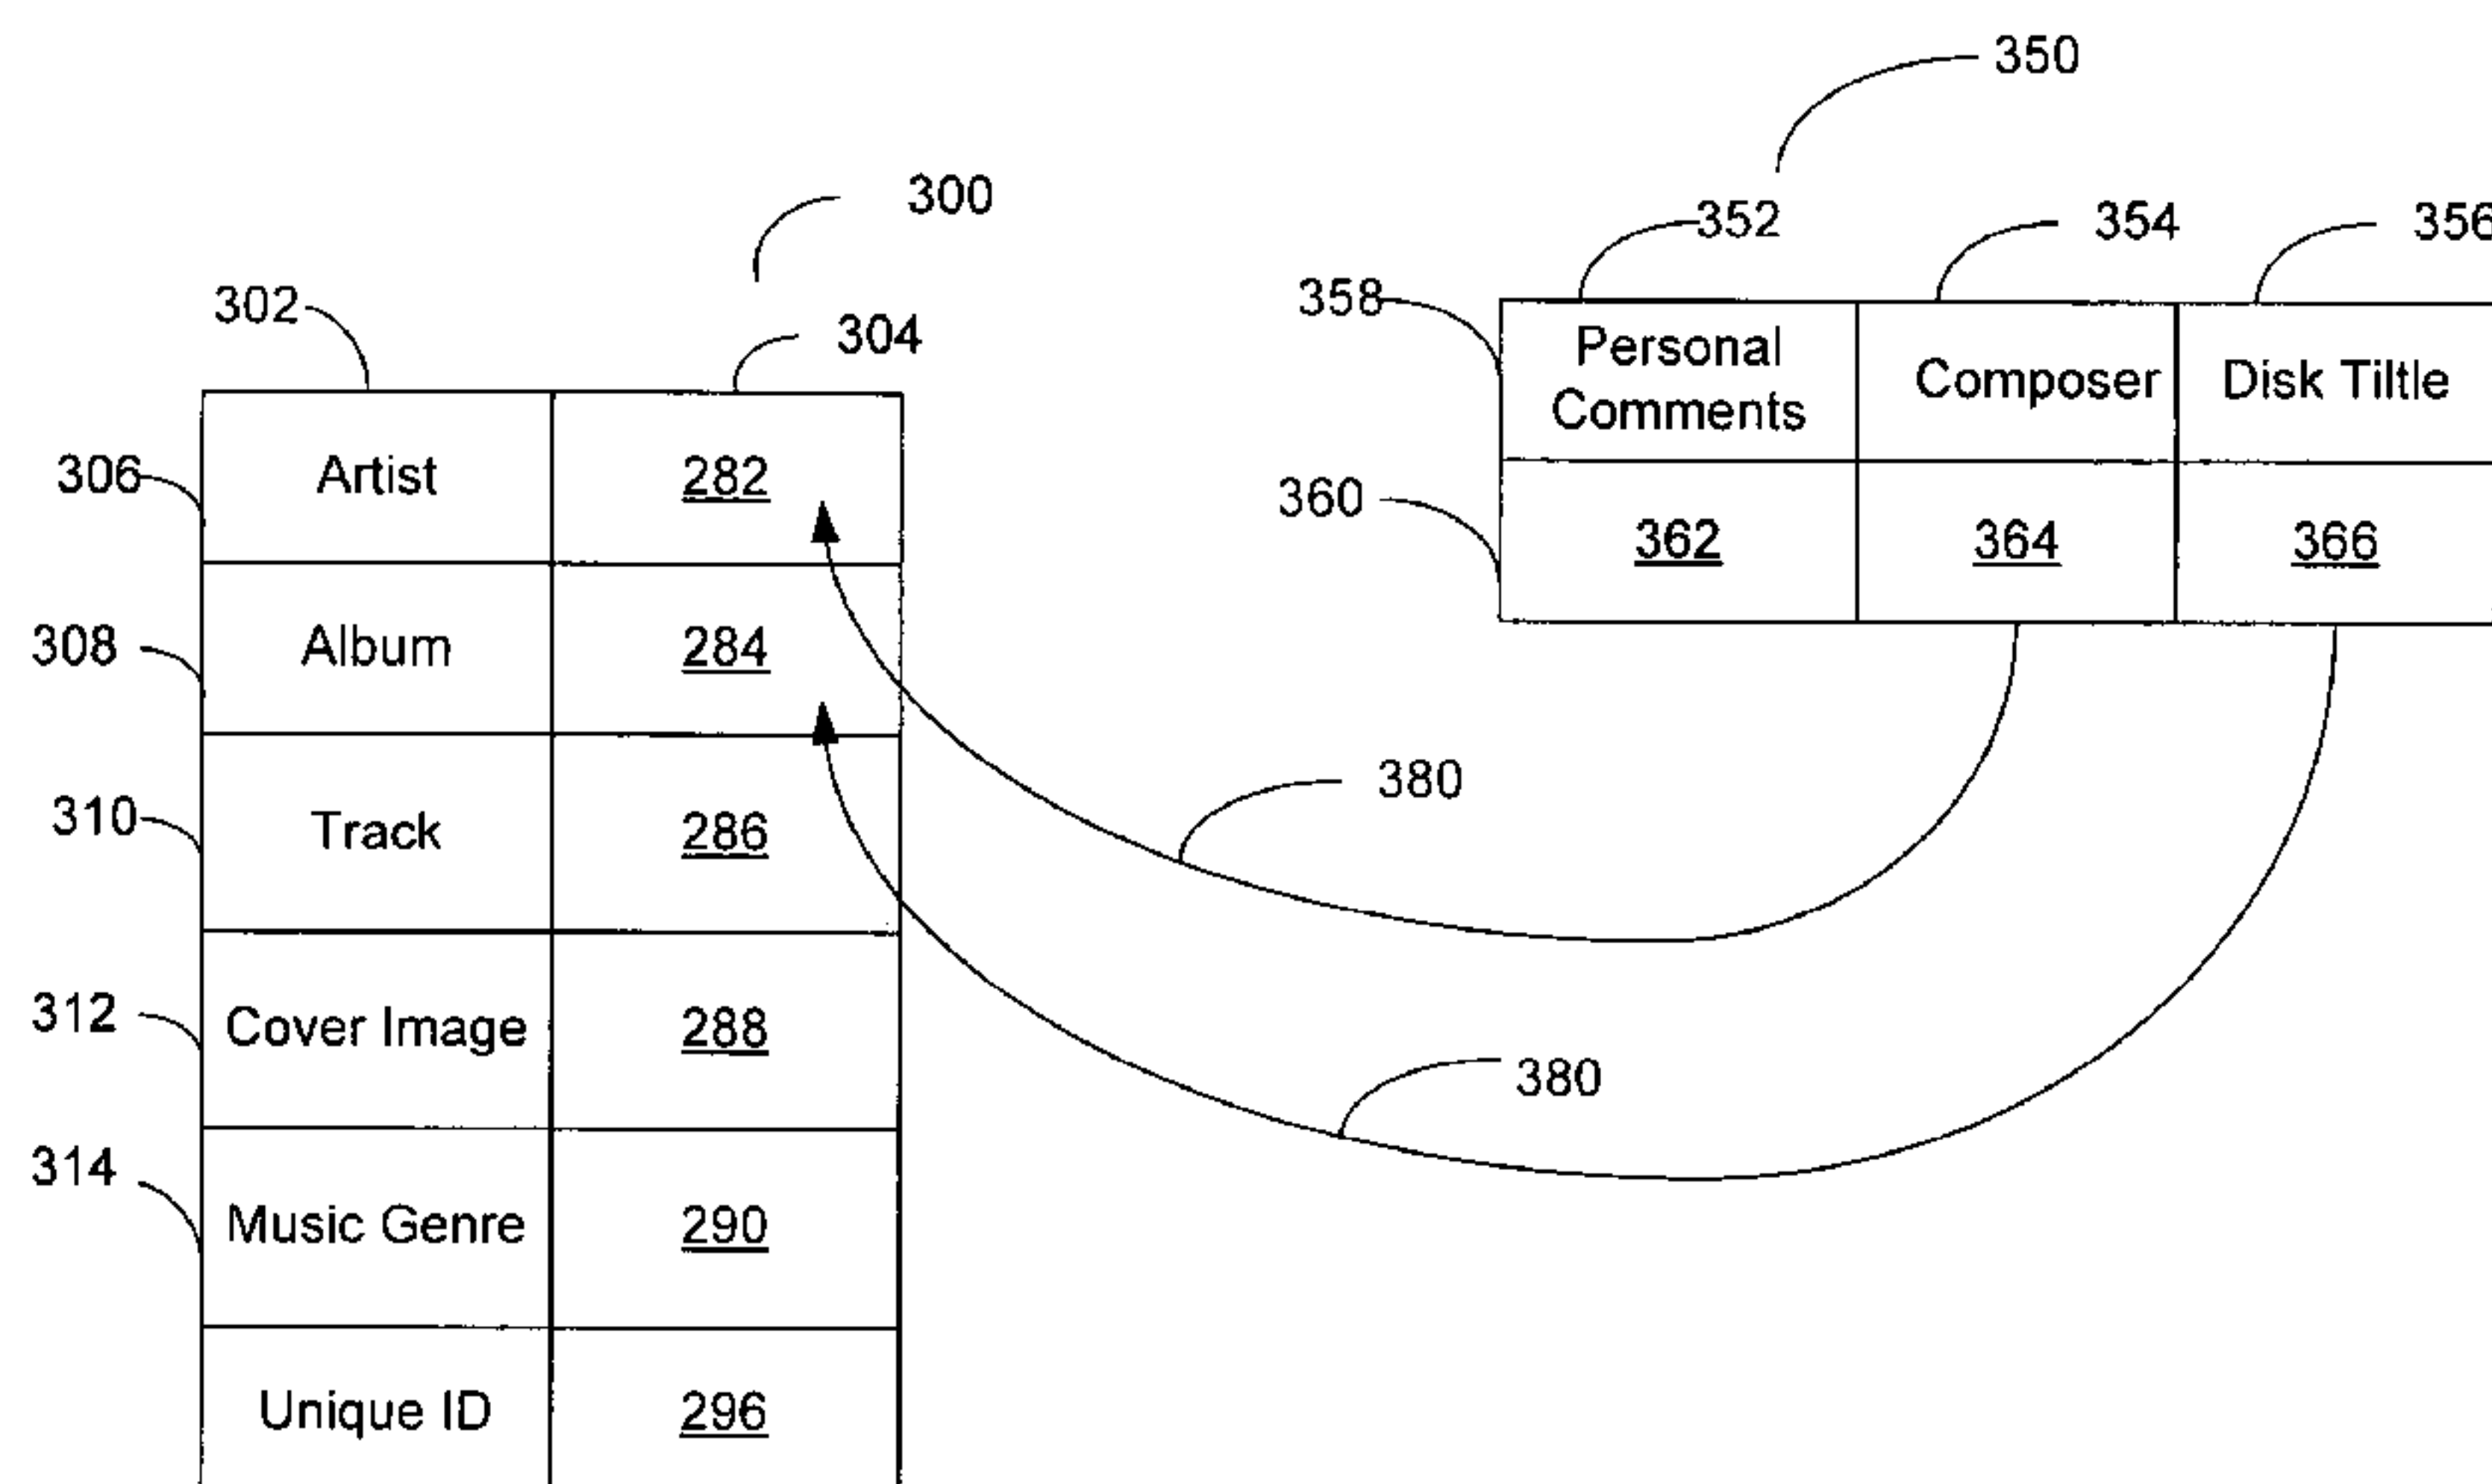 350
300
352
354
356
302
304
358
Personal
Comments
Composer
Disk Tiltle
306
Artist
282
360
362
364
366
308
Album
284
310
Track
286
380
312
Cover Image
288
380
314
Music Genre
290
Unique ID
296